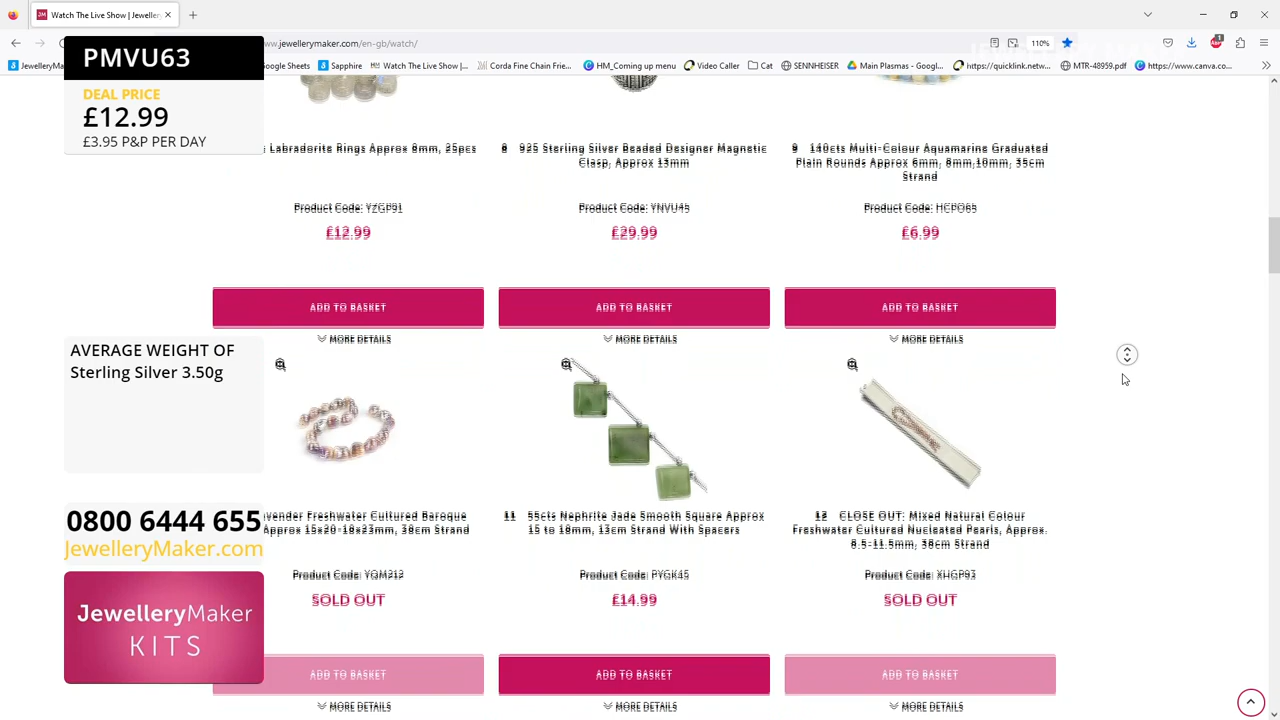 Watch The Live Show | Jeweller
PMVU63
DEAL PRICE
£12.99
£3.95 P&P PER DAY
ww.jewellerymaker.com/en-gb/watch/
110%
1
JewelleryM
oogle Sheets
Sapphire
Watch The Live Show |...
Corda Fine Chain Frie...
HM_Coming up menu
Video Caller
Cat
SENNHEISER
Main Plasmas - Googl...
https://quicklink.netw...
MTR-48959.pdf
https://www.canva.co...
Labradorite Rings Approx 8mm, 25pcs
Product Code: YZGP31
£12.99
ADD TO BASKET
MORE DETAILS
8 925 Sterling Silver Beaded Designer Magnetic
Clasp, Approx 13mm
Product Code: YNVU45
£29.99
ADD TO BASKET
MORE DETAILS
9 140cts Multi-Colour Aquamarine Graduated
Plain Rounds Approx 6mm, 8mm,10mm, 35cm
Strand
Product Code: HCPO65
£6.99
ADD TO BASKET
MORE DETAILS
AVERAGE WEIGHT OF
Sterling Silver 3.50g
0800 6444 655
JewelleryMaker.com
JewelleryMaker
KITS
vender Freshwater Cultured Baroque
Approx 15x20-18x23mm, 38cm Strand
Product Code: YQM212
SOLD OUT
ADD TO BASKET
MORE DETAILS
11 55cts Nephrite Jade Smooth Square Approx
15 to 18mm, 13cm Strand With Spacers
Product Code: PYGK45
£14.99
ADD TO BASKET
MORE DETAILS
12 CLOSE OUT: Mixed Natural Colour
Freshwater Cultured Nucleated Pearls, Approx.
8.5-11.5mm, 38cm Strand
Product Code: XHGP93
SOLD OUT
ADD TO BASKET
MORE DETAILS